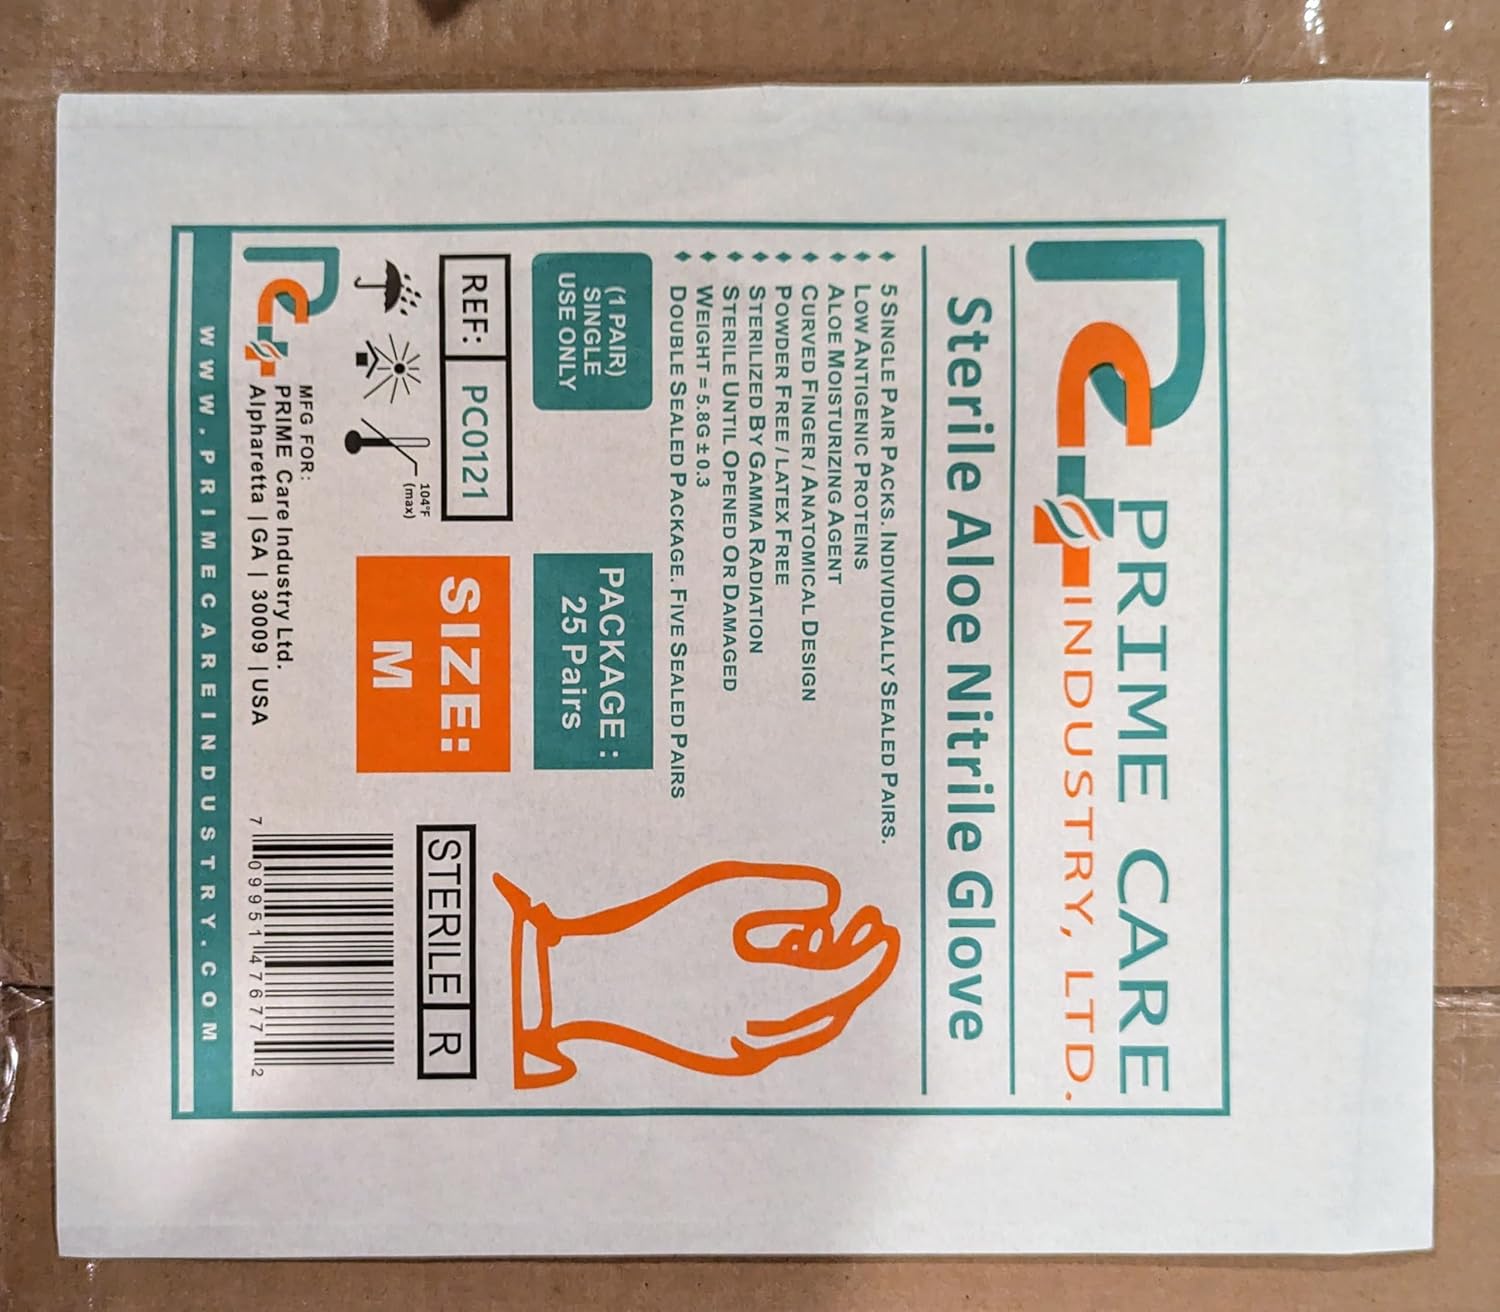 PRIME CARE
INDUSTRY, LTD.
Sterile Aloe Nitrile Glove
5 SINGLE PAIR PACKS. INDIVIDUALLY SEALED PAIRS.
LOW ANTIGENIC PROTEINS
ALOE MOISTURIZING AGENT
CURVED FINGER / ANATOMICAL DESIGN
POWDER FREE / LATEX FREE
STERILIZED BY GAMMA RADIATION
STERILE UNTIL OPENED OR DAMAGED
WEIGHT = 5.8G ± 0.3
DOUBLE SEALED PACKAGE. FIVE SEALED PAIRS
(1 PAIR)
SINGLE
USE ONLY
PACKAGE :
25 Pairs
REF: PC0121
SIZE:
M
STERILE R
104°F
(max)
MFG FOR:
PRIME Care Industry Ltd.
Alpharetta | GA | 30009 | USA
7 09951 47677 2
WWW.PRIMECAREINDUSTRY.COM